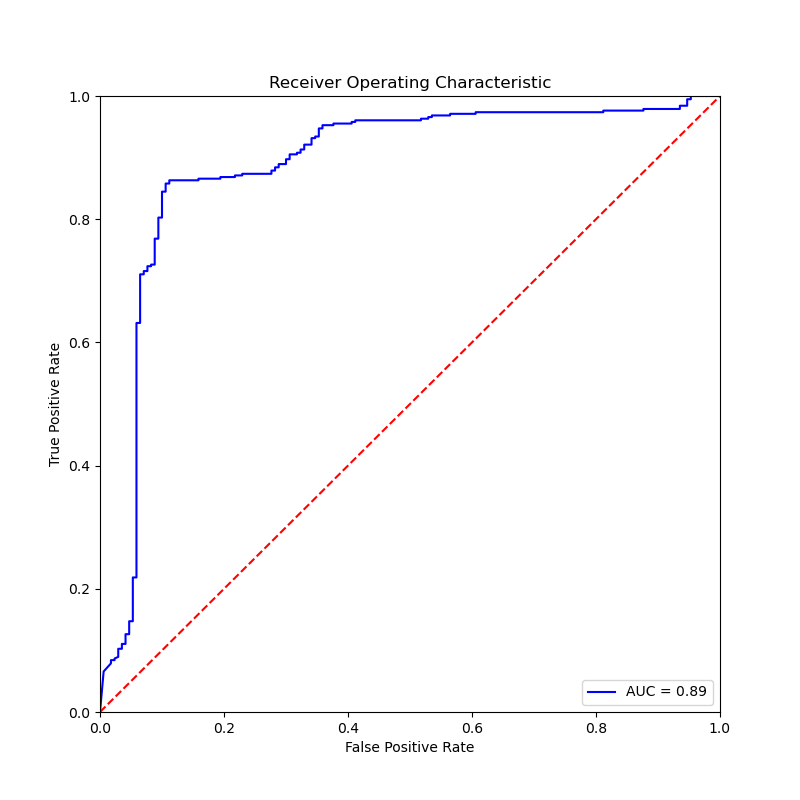 Receiver Operating Characteristic
1.0
0.8
0.6
0.4
0.2
0.0
True Positive Rate
AUC = 0.89
0.0 0.2 0.4 0.6 0.8 1.0
False Positive Rate